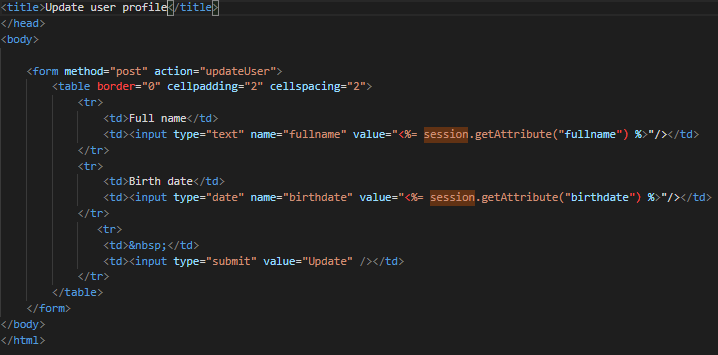 <title>Update user profile</title>
</head>
<body>
<form method="post" action="updateUser">
<table border="0" cellpadding="2" cellspacing="2">
<tr>
<td>Full name</td>
<td><input type="text" name="fullname" value="<%= session.getAttribute("fullname") %>"/></td>
</tr>
<tr>
<td>Birth date</td>
<td><input type="date" name="birthdate" value="<%= session.getAttribute("birthdate") %>"/></td>
</tr>
<tr>
<td>&nbsp;</td>
<td><input type="submit" value="Update" /></td>
</tr>
</table>
</form>
</body>
</html>